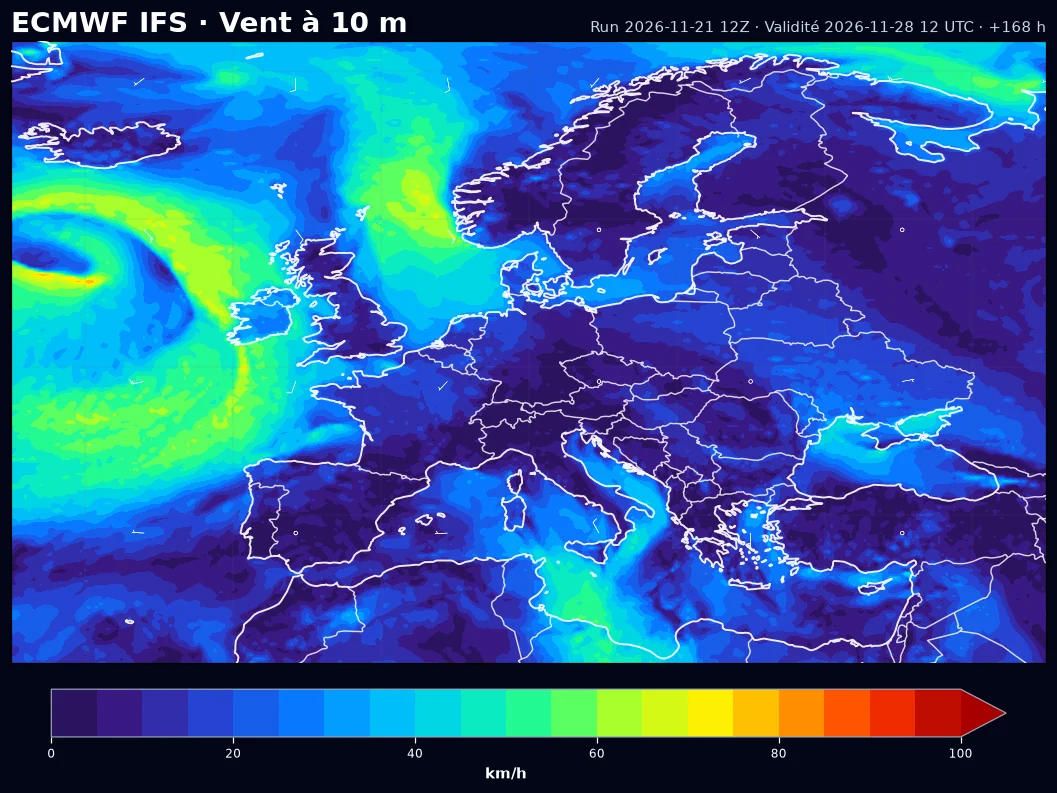 ECMWF IFS · Vent à 10 m
Run 2026-11-21 12Z · Validité 2026-11-28 12 UTC · +168 h
0 20 40 60 80 100
km/h